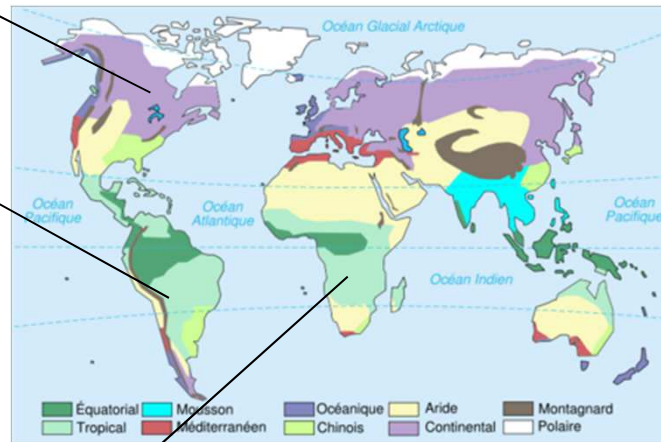 Océan Glacial Arctique
Océan
Pacifique
Océan
Atlantique
Océan
Pacifique
Océan Indien
Équatorial Mousson Océanique Aride Montagnard
Tropical Méditerranéen Chinois Continental Polaire